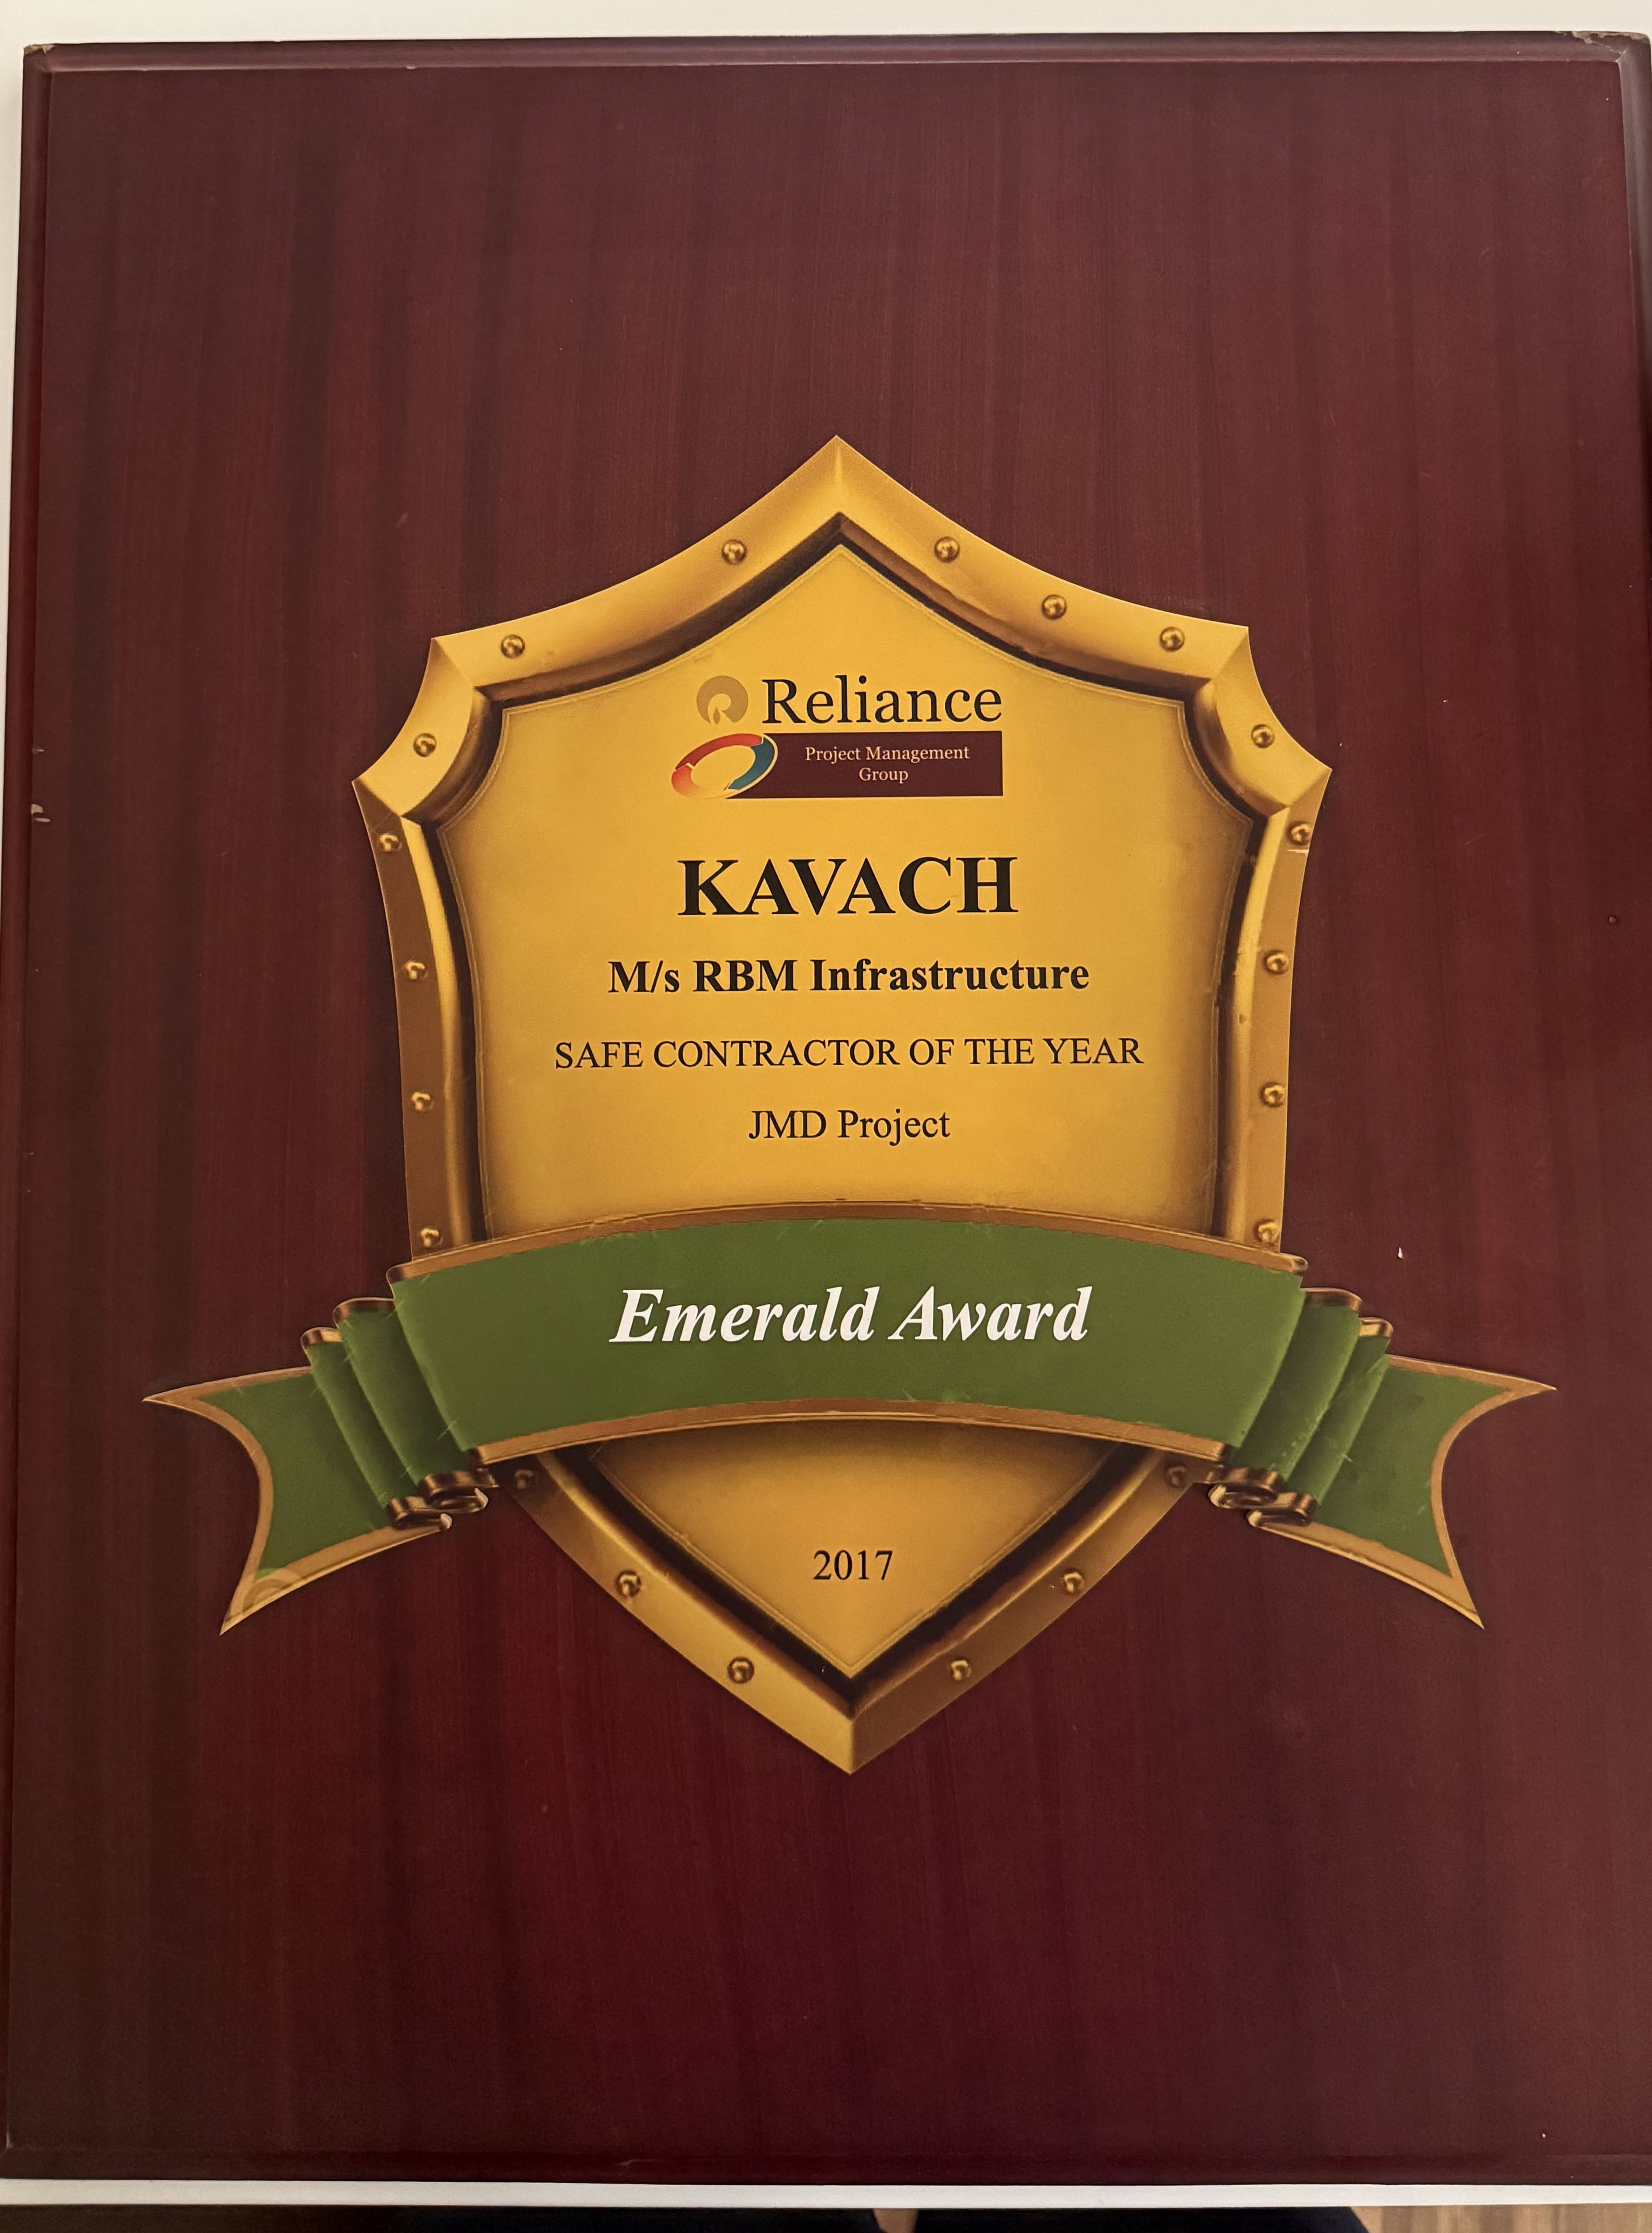 Reliance
Project Management
Group
KAVACH
M/s RBM Infrastructure
SAFE CONTRACTOR OF THE YEAR
JMD Project
Emerald Award
2017